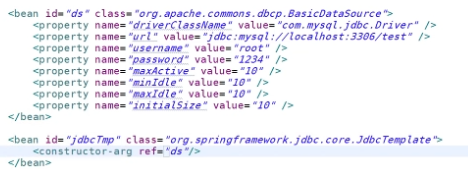 <bean id="ds" class="org.apache.commons.dbcp.BasicDataSource">
<property name="driverClassName" value="com.mysql.jdbc.Driver" />
<property name="url" value="jdbc:mysql://localhost:3306/test" />
<property name="username" value="root" />
<property name="password" value="1234" />
<property name="maxActive" value="10" />
<property name="minIdle" value="10" />
<property name="maxIdle" value="10" />
<property name="initialSize" value="10" />
</bean>
<bean id="jdbcTmp" class="org.springframework.jdbc.core.JdbcTemplate">
<constructor-arg ref="ds"/>
</bean>